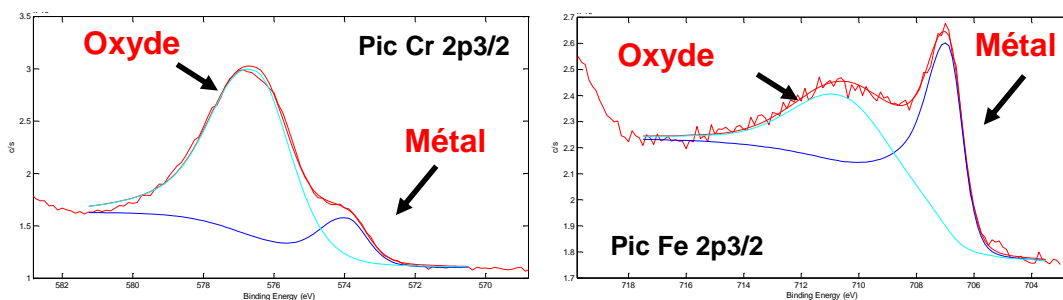 3.5
3
2.5
2
1.5
1
c/s
Oxyde
Pic Cr 2p3/2
Métal
582 580 578 576 574 572 570
Binding Energy (eV)
2.7
2.6
2.5
2.4
2.3
2.2
2.1
2
1.9
1.8
1.7
c/s
Oxyde
Métal
Pic Fe 2p3/2
718 716 714 712 710 708 706 704
Binding Energy (eV)